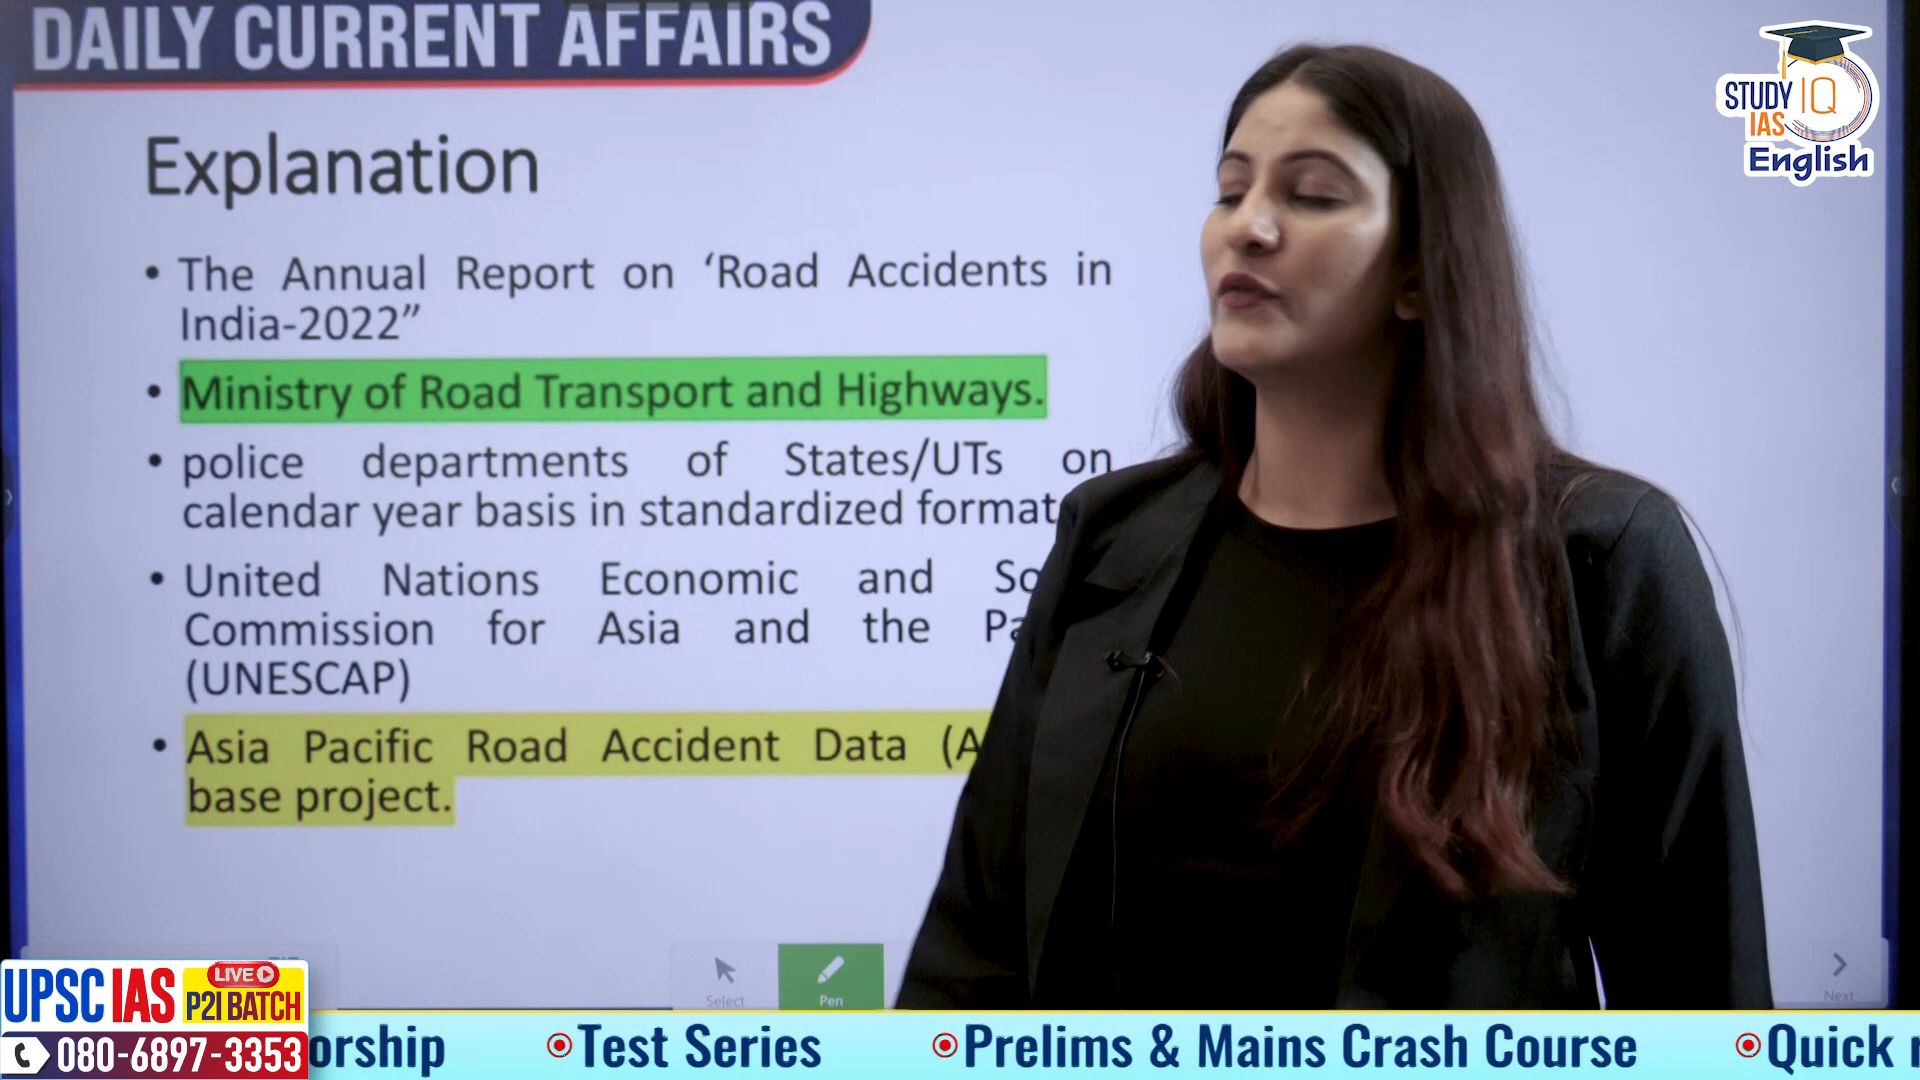 DAILY CURRENT AFFAIRS
STUDY IQ
IAS
English
Explanation
• The Annual Report on ‘Road Accidents in
India-2022”
• Ministry of Road Transport and Highways.
• police departments of States/UTs on
calendar year basis in standardized format
• United Nations Economic and
Commission for Asia and the
(UNESCAP)
• Asia Pacific Road Accident Data
base project.
Select
Pen
Next
UPSC IAS
LIVE
P2I BATCH
080-6897-3353
orship
Test Series
Prelims & Mains Crash Course
Quick